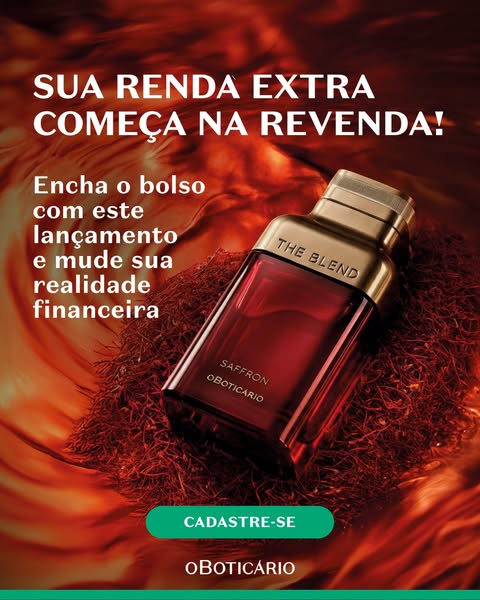 SUA RENDA EXTRA
COMEÇA NA REVENDA!
Encha o bolso
com este
lançamento
e mude sua
realidade
financeira
THE BLEND
SAFFRON
OBOTICÁRIO
CADASTRE-SE
OBOTICÁRIO